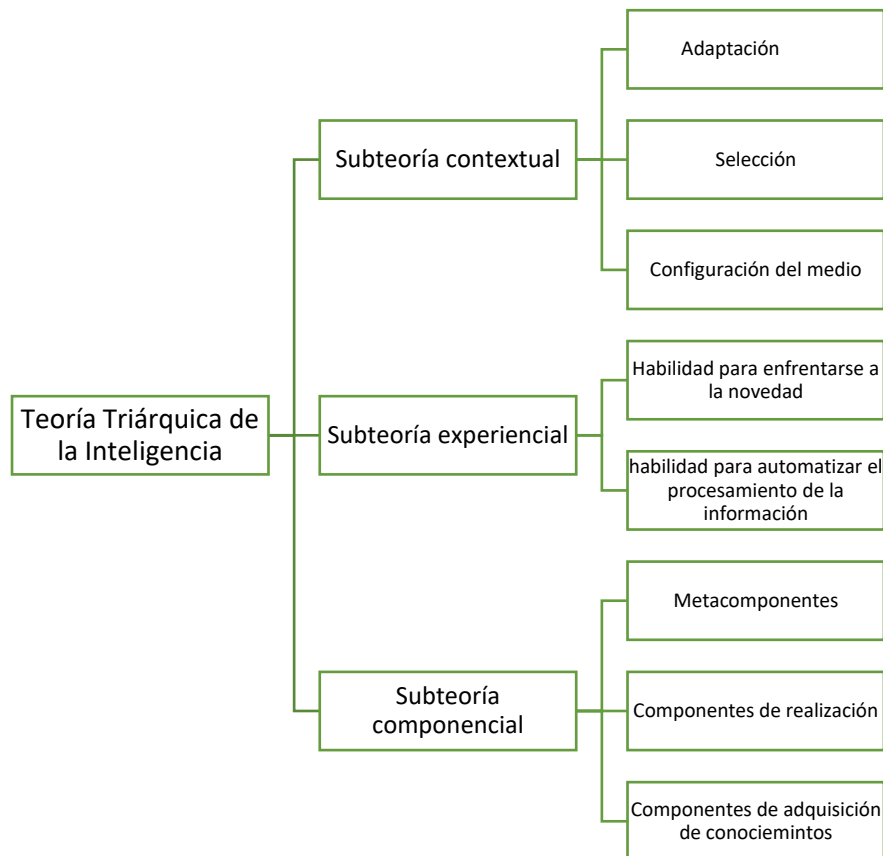 Teoría Triárquica de
la Inteligencia
Subteoría contextual
Adaptación
Selección
Configuración del medio
Subteoría experiencial
Habilidad para enfrentarse a
la novedad
habilidad para automatizar el
procesamiento de la
información
Subteoría
componencial
Metacomponentes
Componentes de realización
Componentes de adquisición
de conociemintos